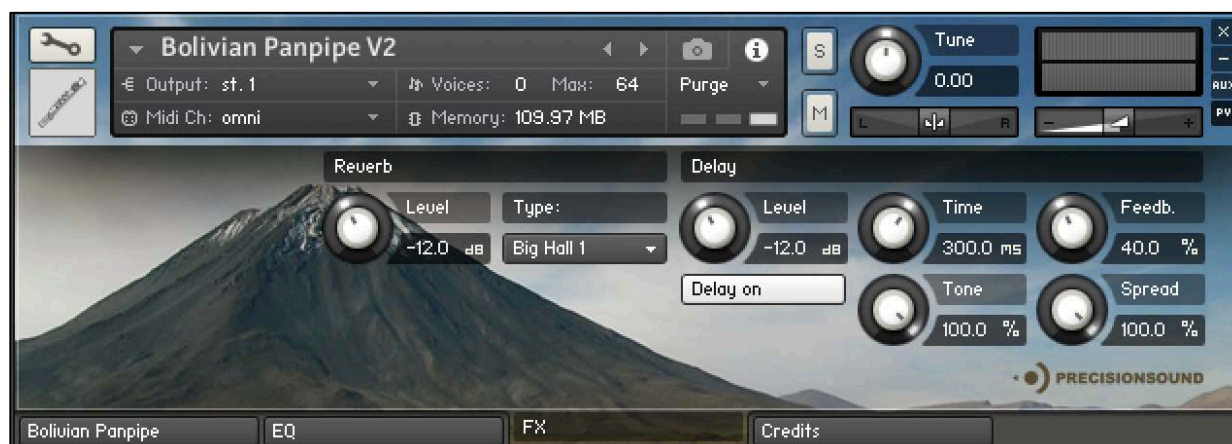 Bolivian Panpipe V2
Output: st. 1
Voices: 0 Max: 64
Purge
Midi Ch: omni
Memory: 109.97 MB
S
M
Tune
0.00
L R
- +
×
-
AUX
PV
Reverb
Level
-12.0 dB
Type:
Big Hall 1
Delay
Level
-12.0 dB
Delay on
Time
300.0 ms
Feedb.
40.0 %
Tone
100.0 %
Spread
100.0 %
PRECISIONSOUND
Bolivian Panpipe
EQ
FX
Credits